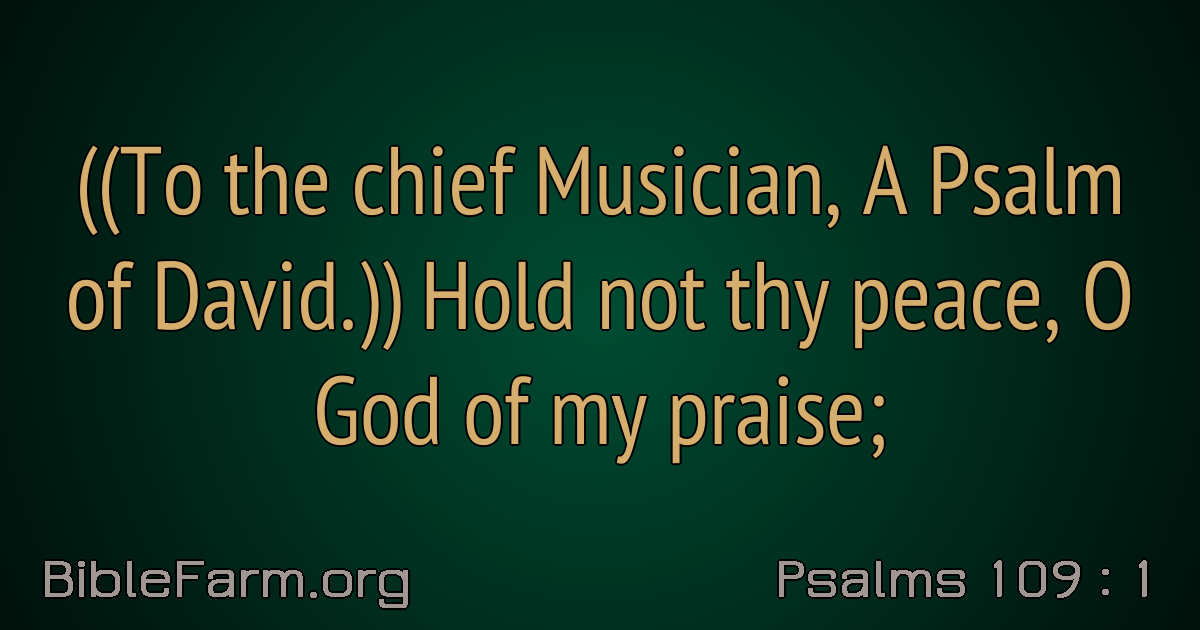 ((To the chief Musician, A Psalm
of David.)) Hold not thy peace, O
God of my praise;
BibleFarm.org
Psalms 109 : 1